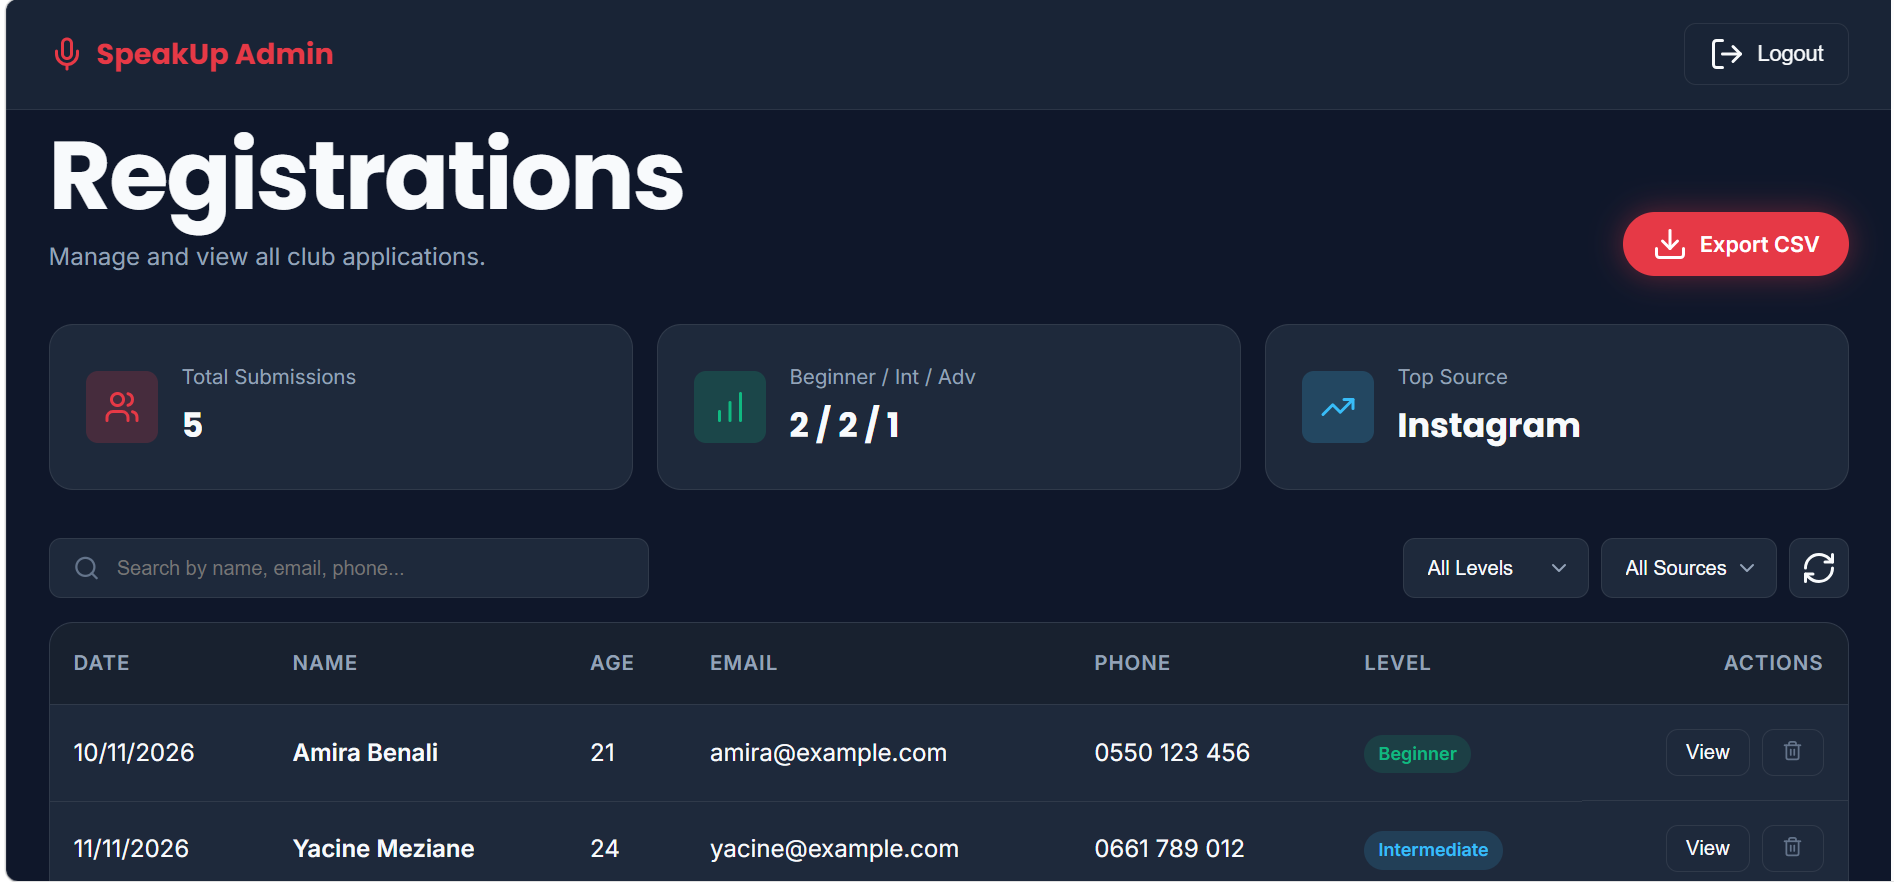 SpeakUp Admin
Logout
Registrations
Manage and view all club applications.
Export CSV
Total Submissions
5
Beginner / Int / Adv
2 / 2 / 1
Top Source
Instagram
Search by name, email, phone...
All Levels
All Sources
DATE NAME AGE EMAIL PHONE LEVEL ACTIONS
10/11/2026 Amira Benali 21 amira@example.com 0550 123 456 Beginner View
11/11/2026 Yacine Meziane 24 yacine@example.com 0661 789 012 Intermediate View